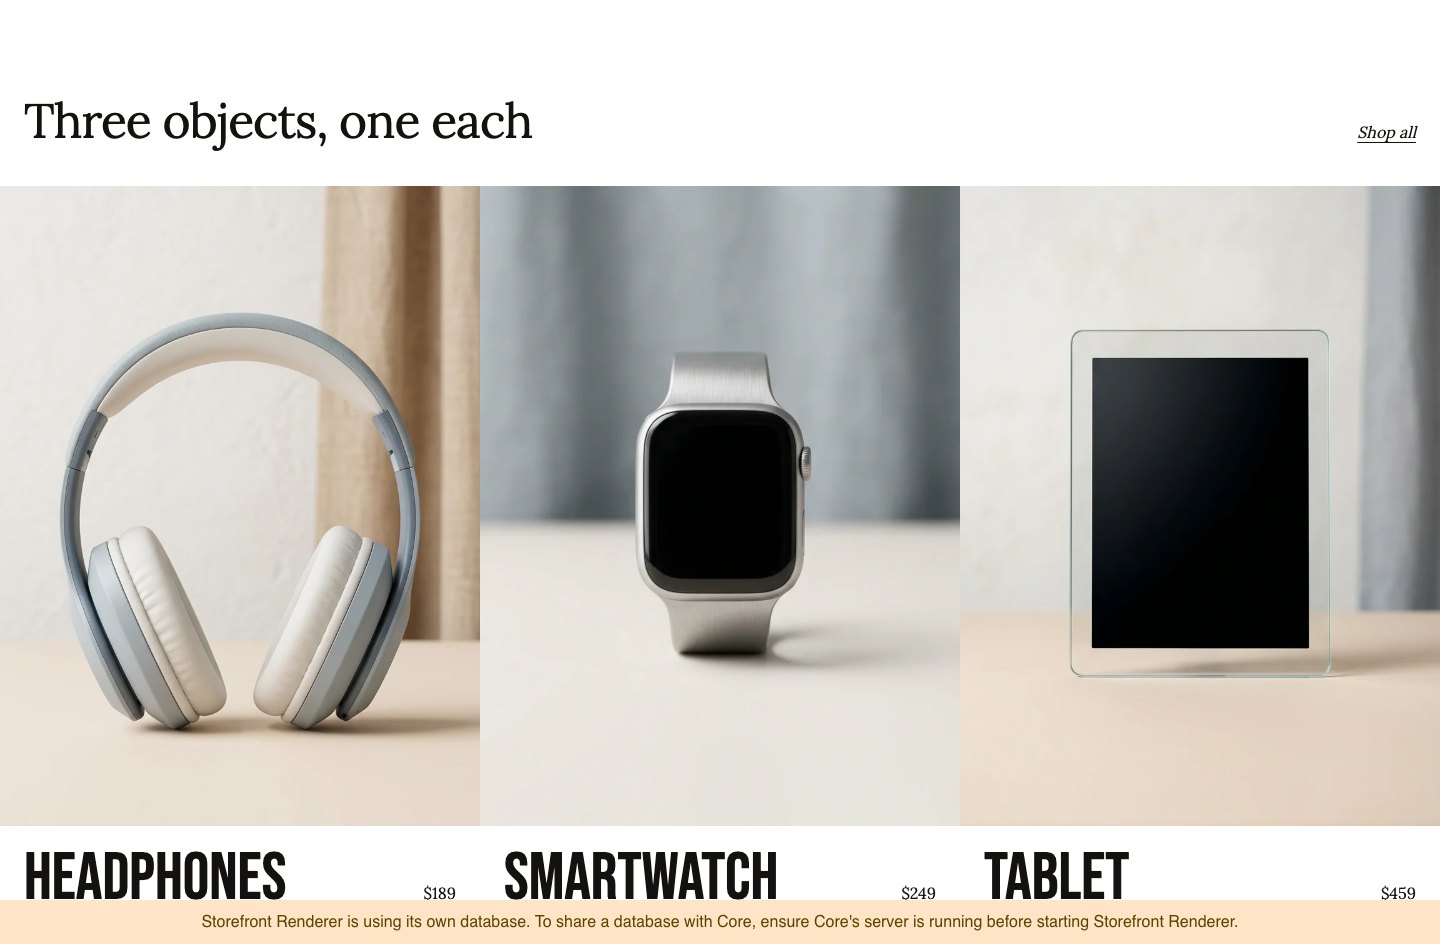 Three objects, one each
Shop all
HEADPHONES
$189
SMARTWATCH
$249
TABLET
$459
Storefront Renderer is using its own database. To share a database with Core, ensure Core's server is running before starting Storefront Renderer.